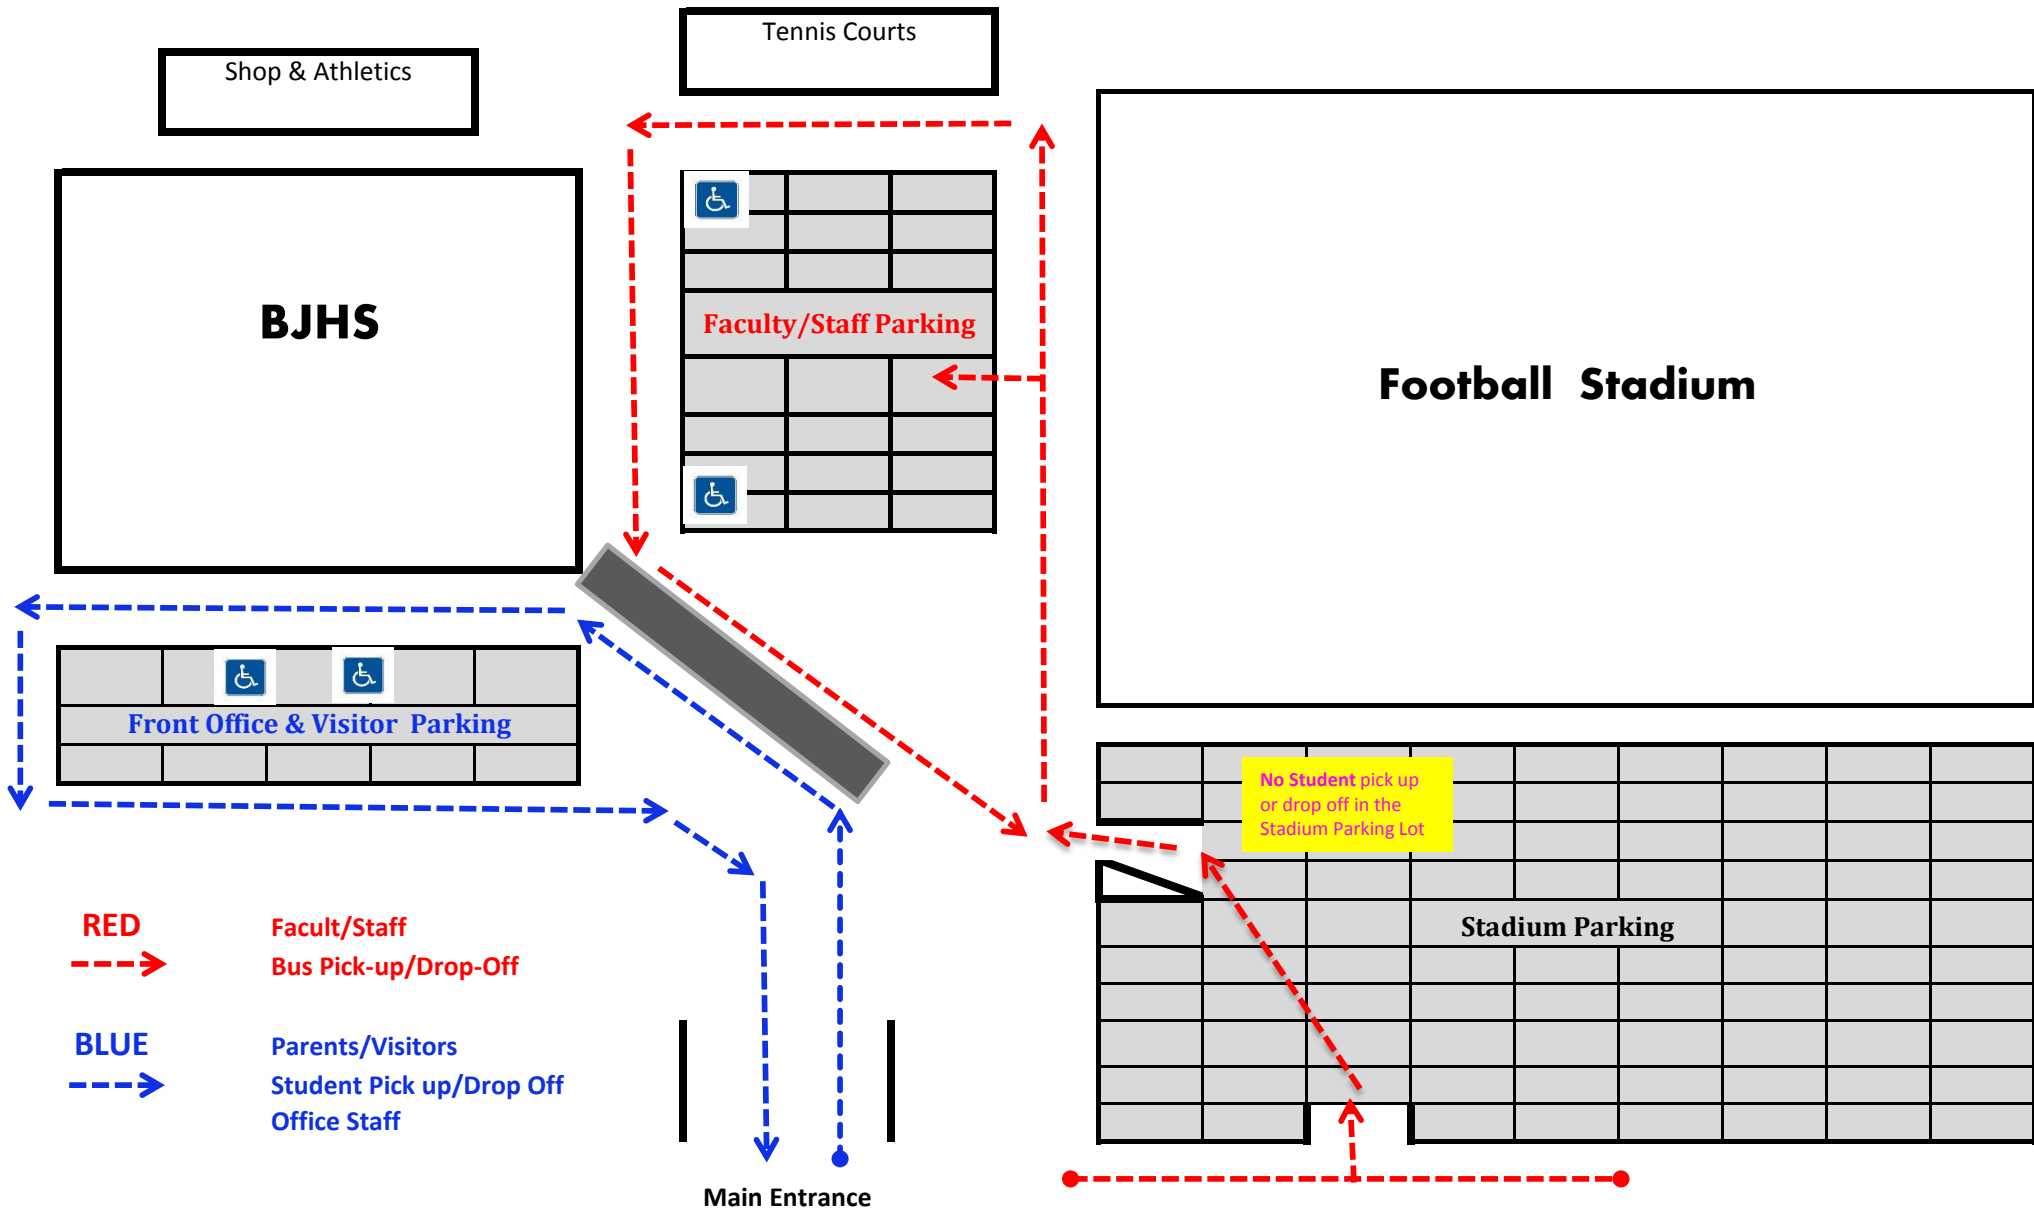 Tennis Courts
Shop & Athletics
BJHS
Faculty/Staff Parking
Football Stadium
Front Office & Visitor Parking
No Student pick up
or drop off in the
Stadium Parking Lot
Stadium Parking
RED
Facult/Staff
Bus Pick-up/Drop-Off
BLUE
Parents/Visitors
Student Pick up/Drop Off
Office Staff
Main Entrance